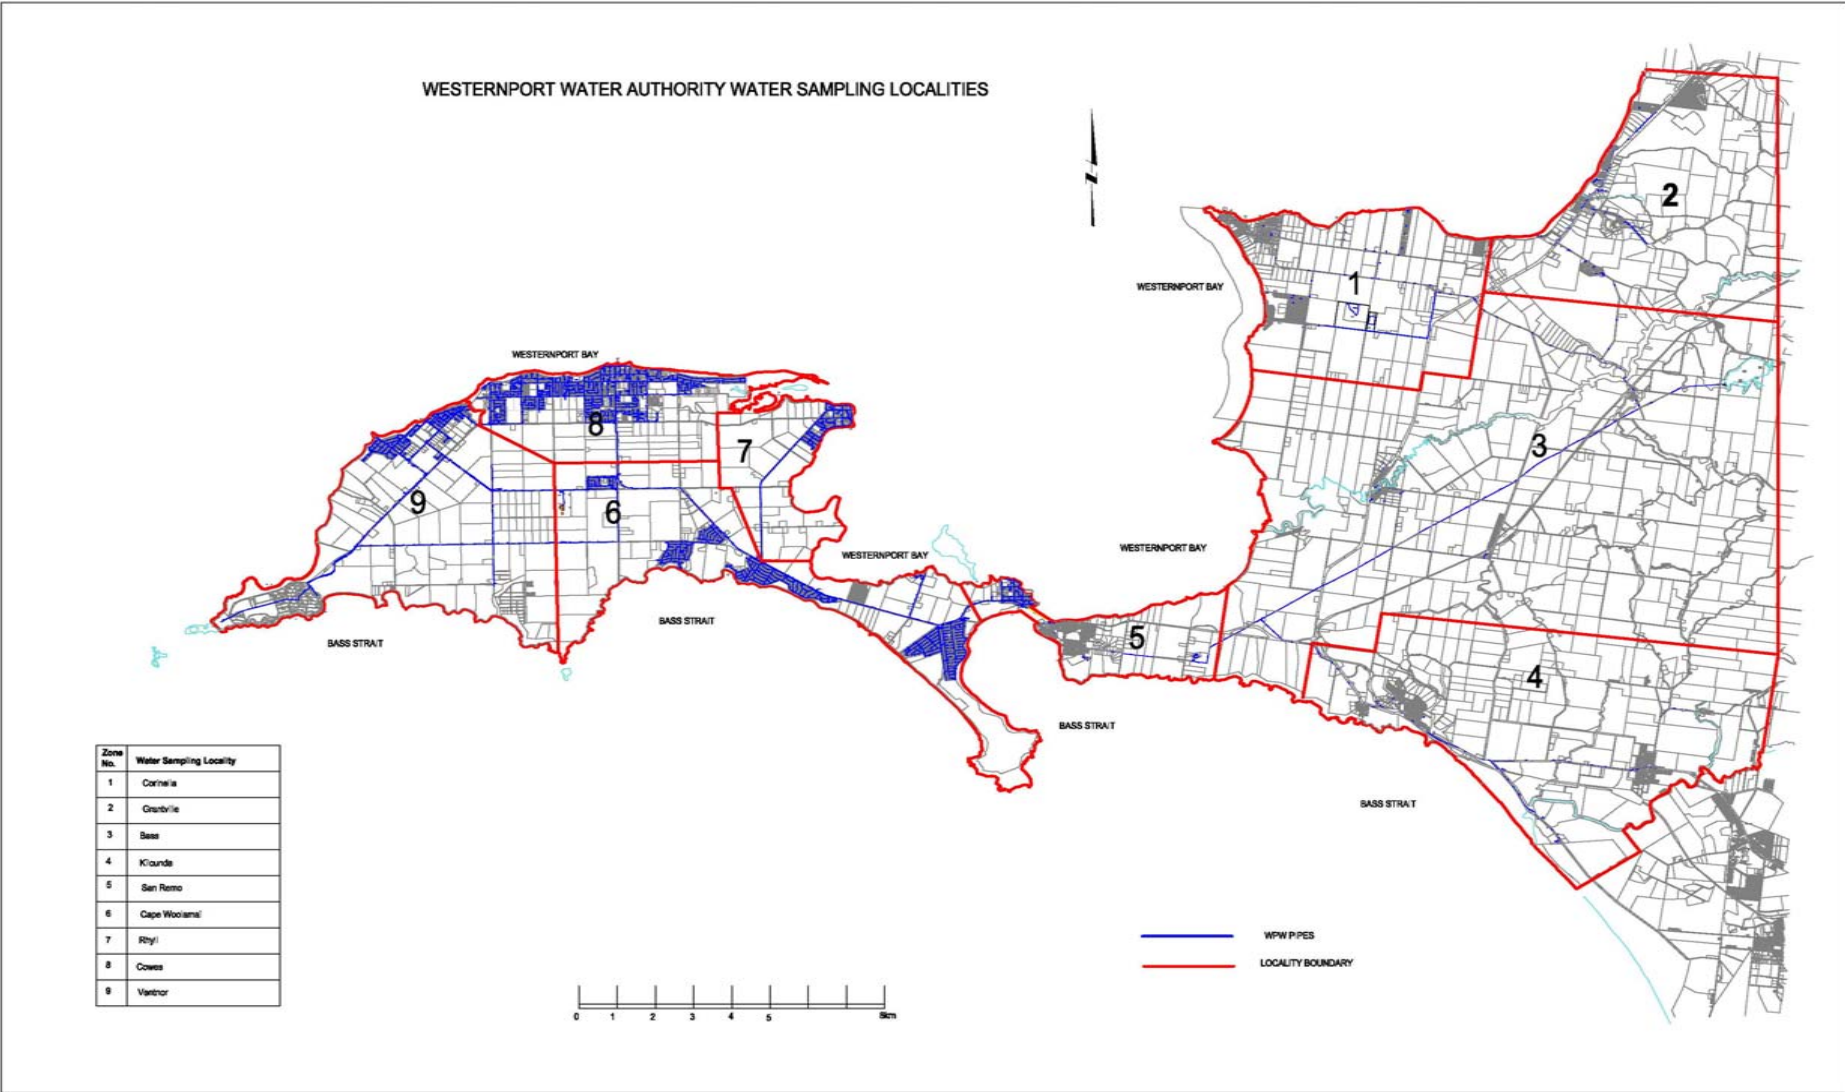 WESTERNPORT WATER AUTHORITY WATER SAMPLING LOCALITIES
N
2
WESTERNPORT BAY
1
WESTERNPORT BAY
8
7
3
9
6
WESTERNPORT BAY
WESTERNPORT BAY
BASS STRAIT
BASS STRAIT
5
4
BASS STRAIT
BASS STRAIT
Zone No. Water Sampling Locality
1 Corinella
2 Grantville
3 Bass
4 Kilcunda
5 San Remo
6 Cape Woolamai
7 Rhyll
8 Cowes
9 Ventnor
WPW PIPES
LOCALITY BOUNDARY
0 1 2 3 4 5 8km